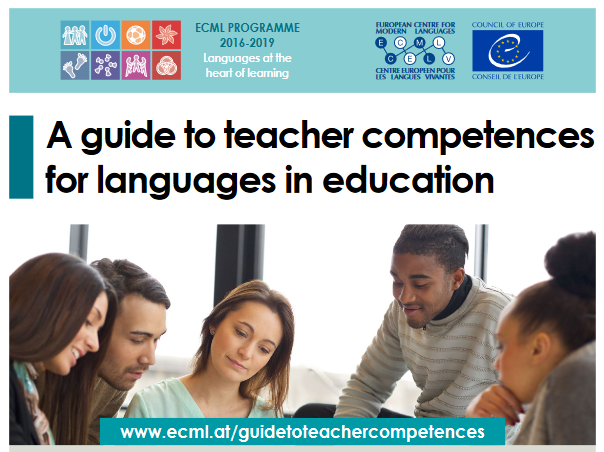 ECML PROGRAMME
2016-2019
Languages at the
heart of learning
EUROPEAN CENTRE FOR
MODERN LANGUAGES
E C M L
C E L V
CENTRE EUROPEEN POUR
LES LANGUES VIVANTES
COUNCIL OF EUROPE
CONSEIL DE L'EUROPE
A guide to teacher competences
for languages in education
www.ecml.at/guidetoteachercompetences